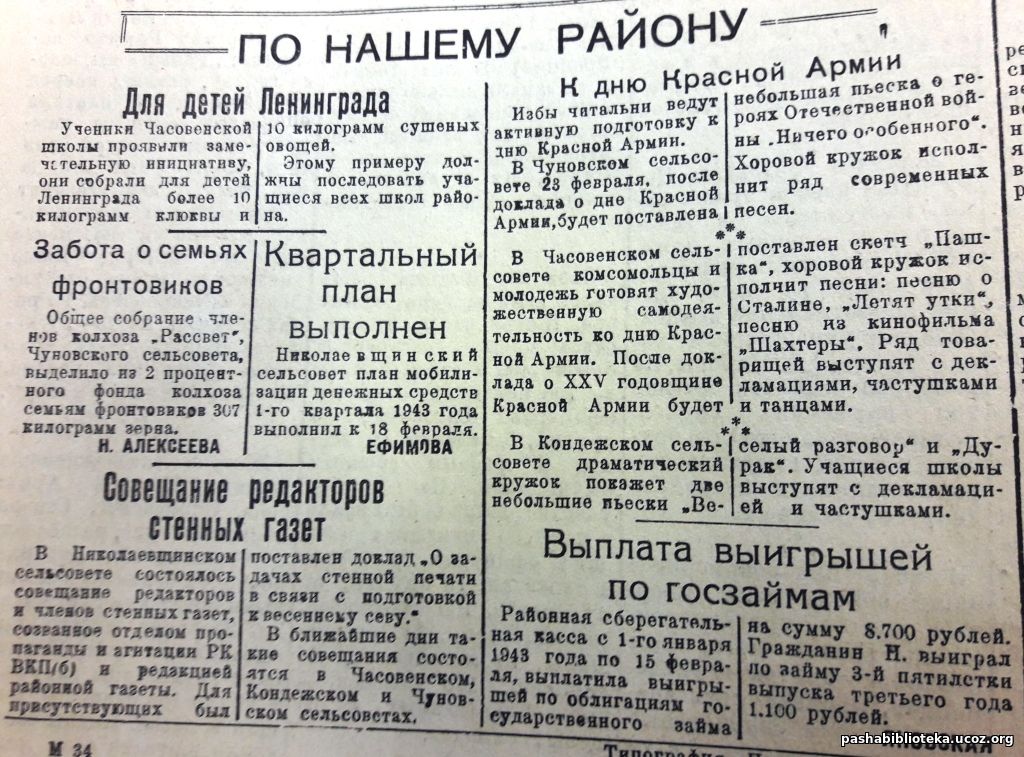 ПО НАШЕМУ РАЙОНУ
Для детей Ленинграда
Ученики Часовенской
школы проявили заме-
чательную инициативу,
они собрали для детей
Ленинграда более 10
килограмм клюквы и
10 килограмм сушеных
овощей.
Этому примеру дол-
жны последовать уча-
щиеся всех школ райо-
на.
Забота о семьях
фронтовиков
Общее собрание чле-
нов колхоза „Рассвет",
Чуновского сельсовета,
выделило из 2 процент-
ного фонда колхоза
семьям фронтовиков 307
килограмм зерна.
Н. АЛЕКСЕЕВА
Квартальный
план
выполнен
Николаевщинский
сельсовет план мобили-
зации денежных средств
1-го квартала 1943 года
выполнил к 18 февраля.
ЕФИМОВА
Совещание редакторов
стенных газет
В Николаевщинском
сельсовете состоялось
совещание редакторов
и членов стенных газет,
созванное отделом про-
паганды и агитации РК
ВКП(б) и редакцией
районной газеты. Для
присутствующих был
поставлен доклад „О за-
дачах стенной печати
в связи с подготовкой
к весеннему севу."
В ближайшие дни та-
кие совещания состо-
ятся в Часовенском,
Кондежском и Чунов-
ском сельсоветах.
К дню Красной Армии
Избы читальни ведут
активную подготовку к
дню Красной Армии.
В Чуновском сельсо-
вете 23 февраля, после
доклада о дне Красной
Армии, будет поставлена
небольшая пьеска о ге-
роях Отечественной вой-
ны „Ничего особенного".
Хоровой кружок испол-
нит ряд современных
песен.
* * *
В Часовенском сель-
совете комсомольцы и
молодежь готовят худо-
жественную самодея-
тельность ко дню Крас-
ной Армии. После док-
лада о XXV годовщине
Красной Армии будет
поставлен скетч „Паш-
ка", хоровой кружок ис-
полчит песни: песню о
Сталине, „Летят утки",
песню из кинофильма
„Шахтеры". Ряд това-
рищей выступят с дек-
ламациями, частушками
и танцами.
* * *
В Кондежском сель-
совете драматический
кружок покажет две
небольшие пьески „Ве-
селый разговор" и „Ду-
рак". Учащиеся школы
выступят с декламаци-
ей и частушками.
Выплата выигрышей
по госзаймам
Районная сберегатель-
ная касса с 1-го января
1943 года по 15 февра-
ля, выплатила выигры-
шей по облигациям го-
сударственного займа
на сумму 8.700 рублей.
Гражданин Н. выиграл
по займу 3-й пятилетки
выпуска третьего года
1.100 рублей.
М 34
pashabiblioteka.ucoz.org